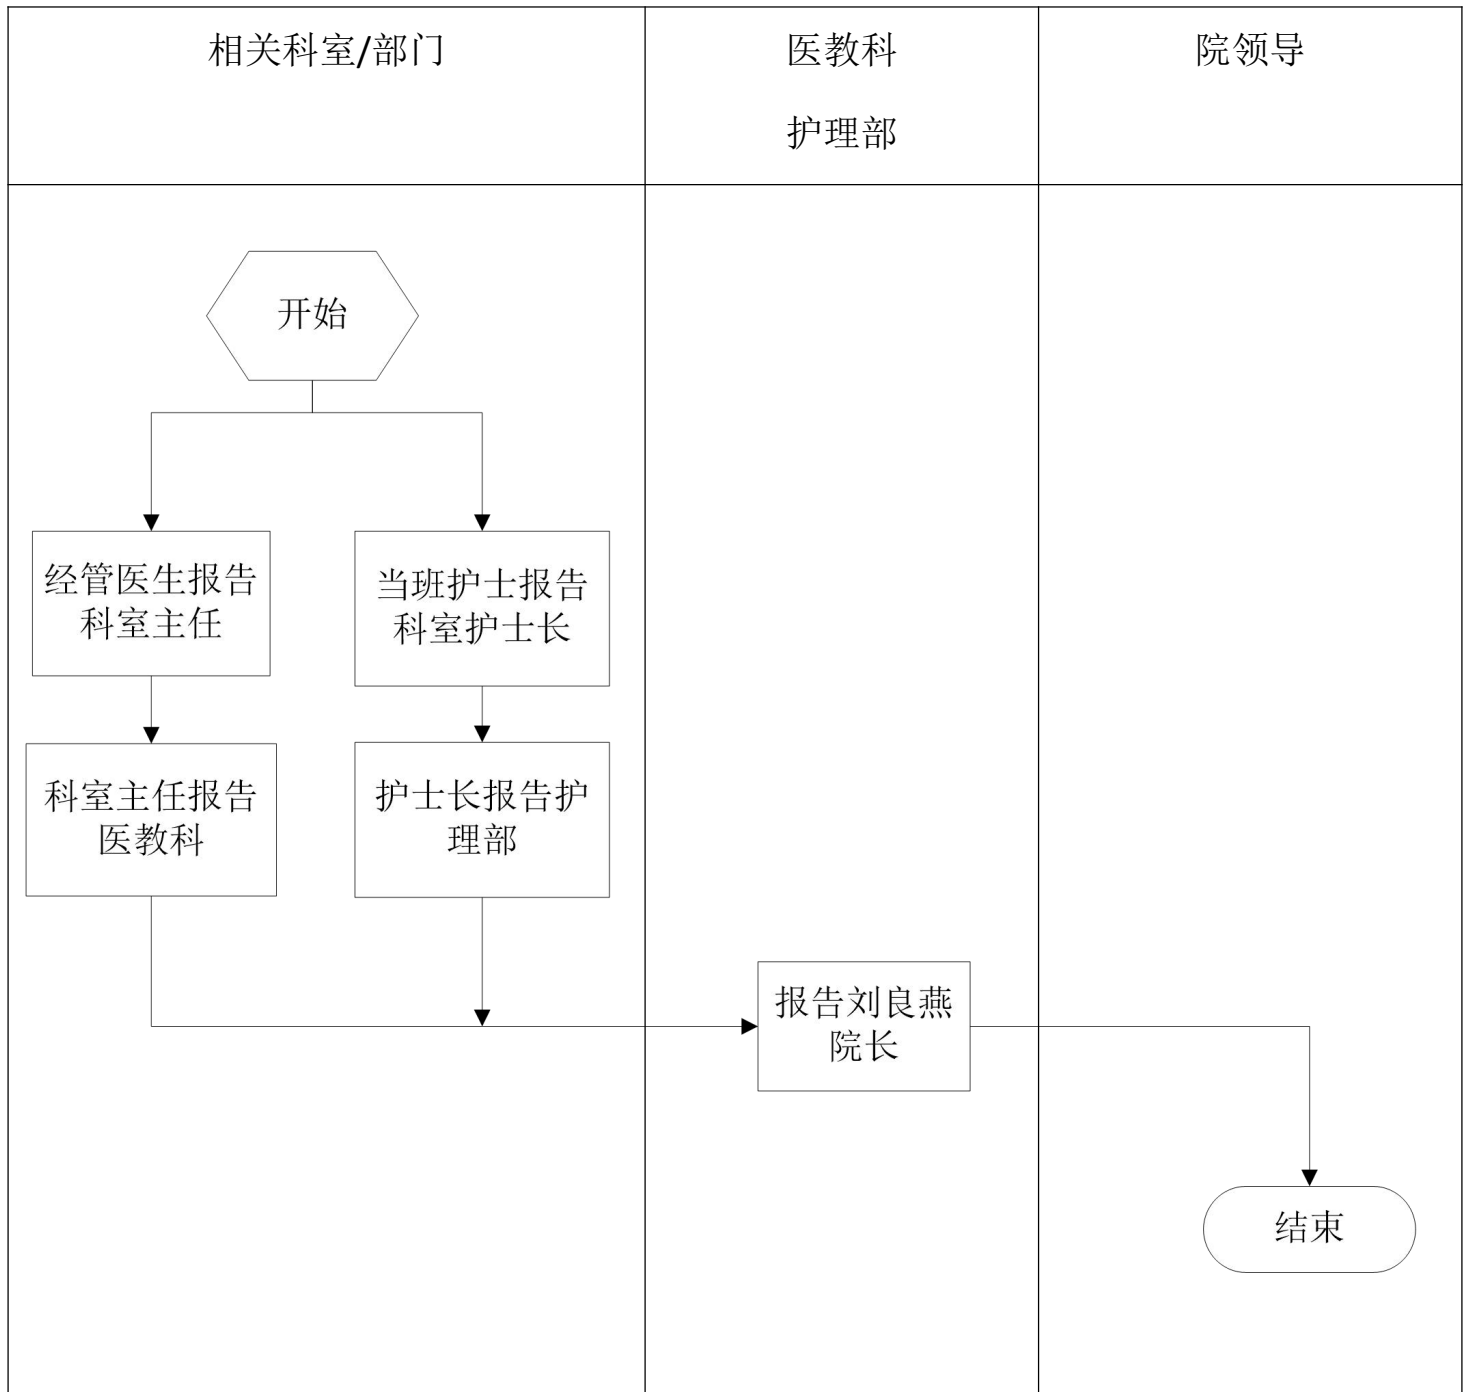 相关科室/部门
医教科
护理部
院领导
开始
经管医生报告
科室主任
当班护士报告
科室护士长
科室主任报告
医教科
护士长报告护
理部
报告刘良燕
院长
结束